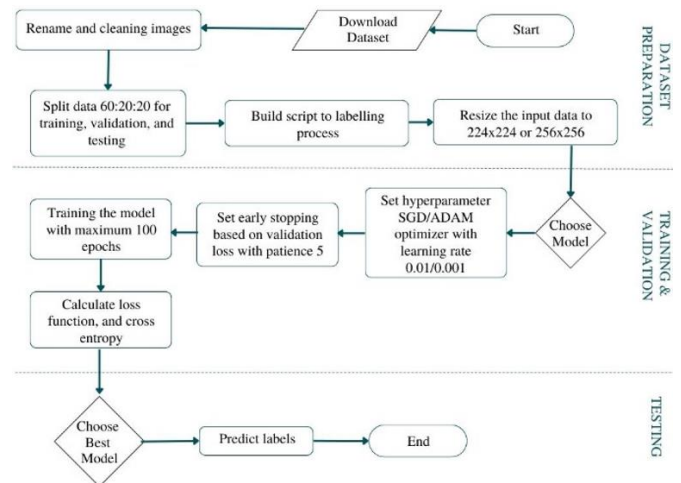 Start
Download
Dataset
Rename and cleaning images
Split data 60:20:20 for
training, validation, and
testing
Build script to labelling
process
Resize the input data to
224x224 or 256x256
DATASET
PREPARATION
Choose
Model
Set hyperparameter
SGD/ADAM
optimizer with
learning rate
0.01/0.001
Set early stopping
based on validation
loss with patience 5
Training the model
with maximum 100
epochs
Calculate loss
function, and cross
entropy
TRAINING &
VALIDATION
Choose
Best
Model
Predict labels
End
TESTING